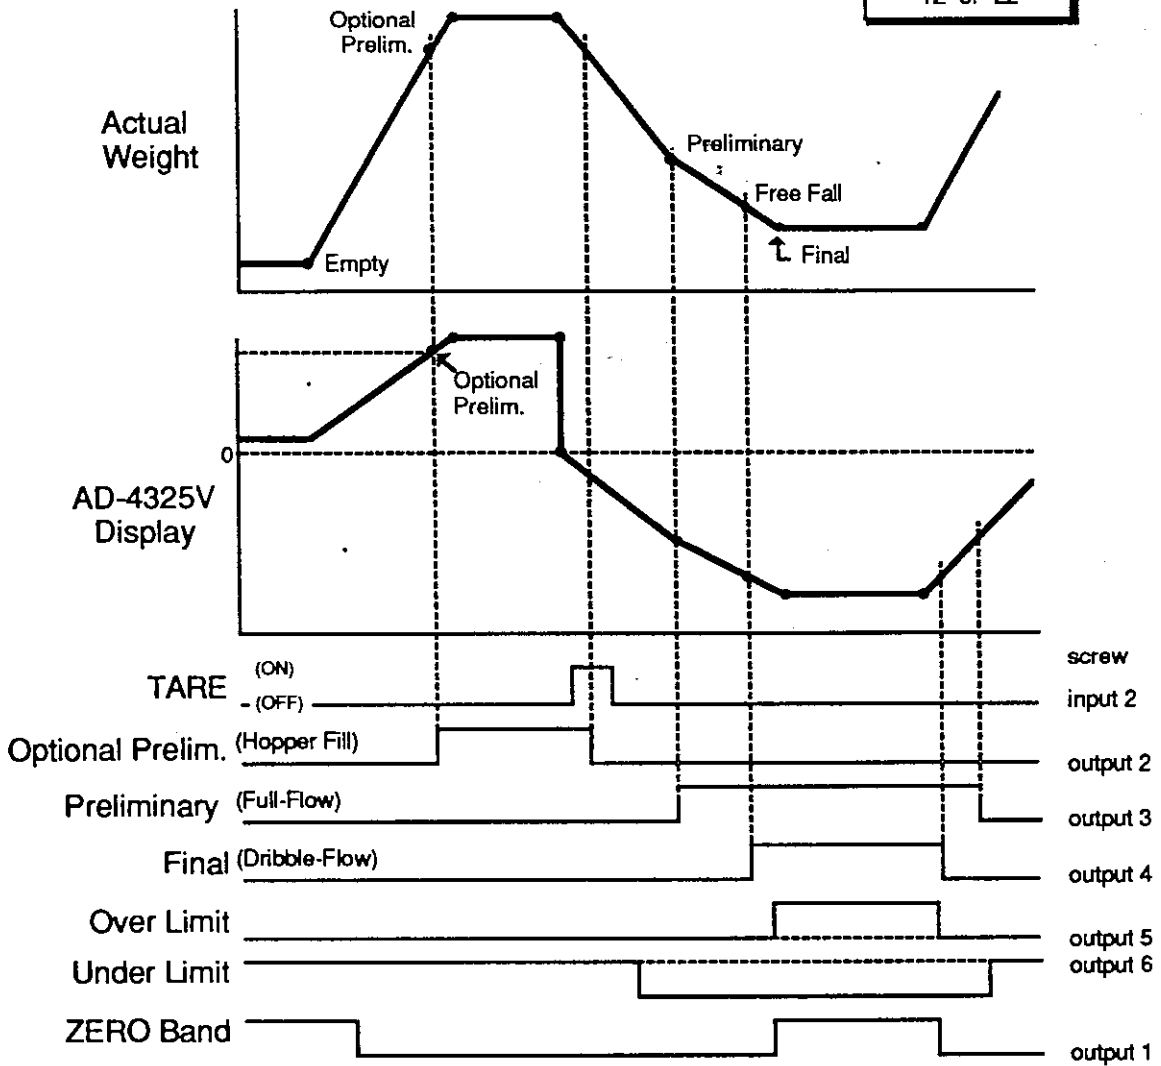 Optional
Prelim.
Actual
Weight
Preliminary
Free Fall
Final
Empty
Optional
Prelim.
0
AD-4325V
Display
screw
TARE (ON)
(OFF) input 2
Optional Prelim. (Hopper Fill) output 2
Preliminary (Full-Flow) output 3
Final (Dribble-Flow) output 4
Over Limit output 5
Under Limit output 6
ZERO Band output 1